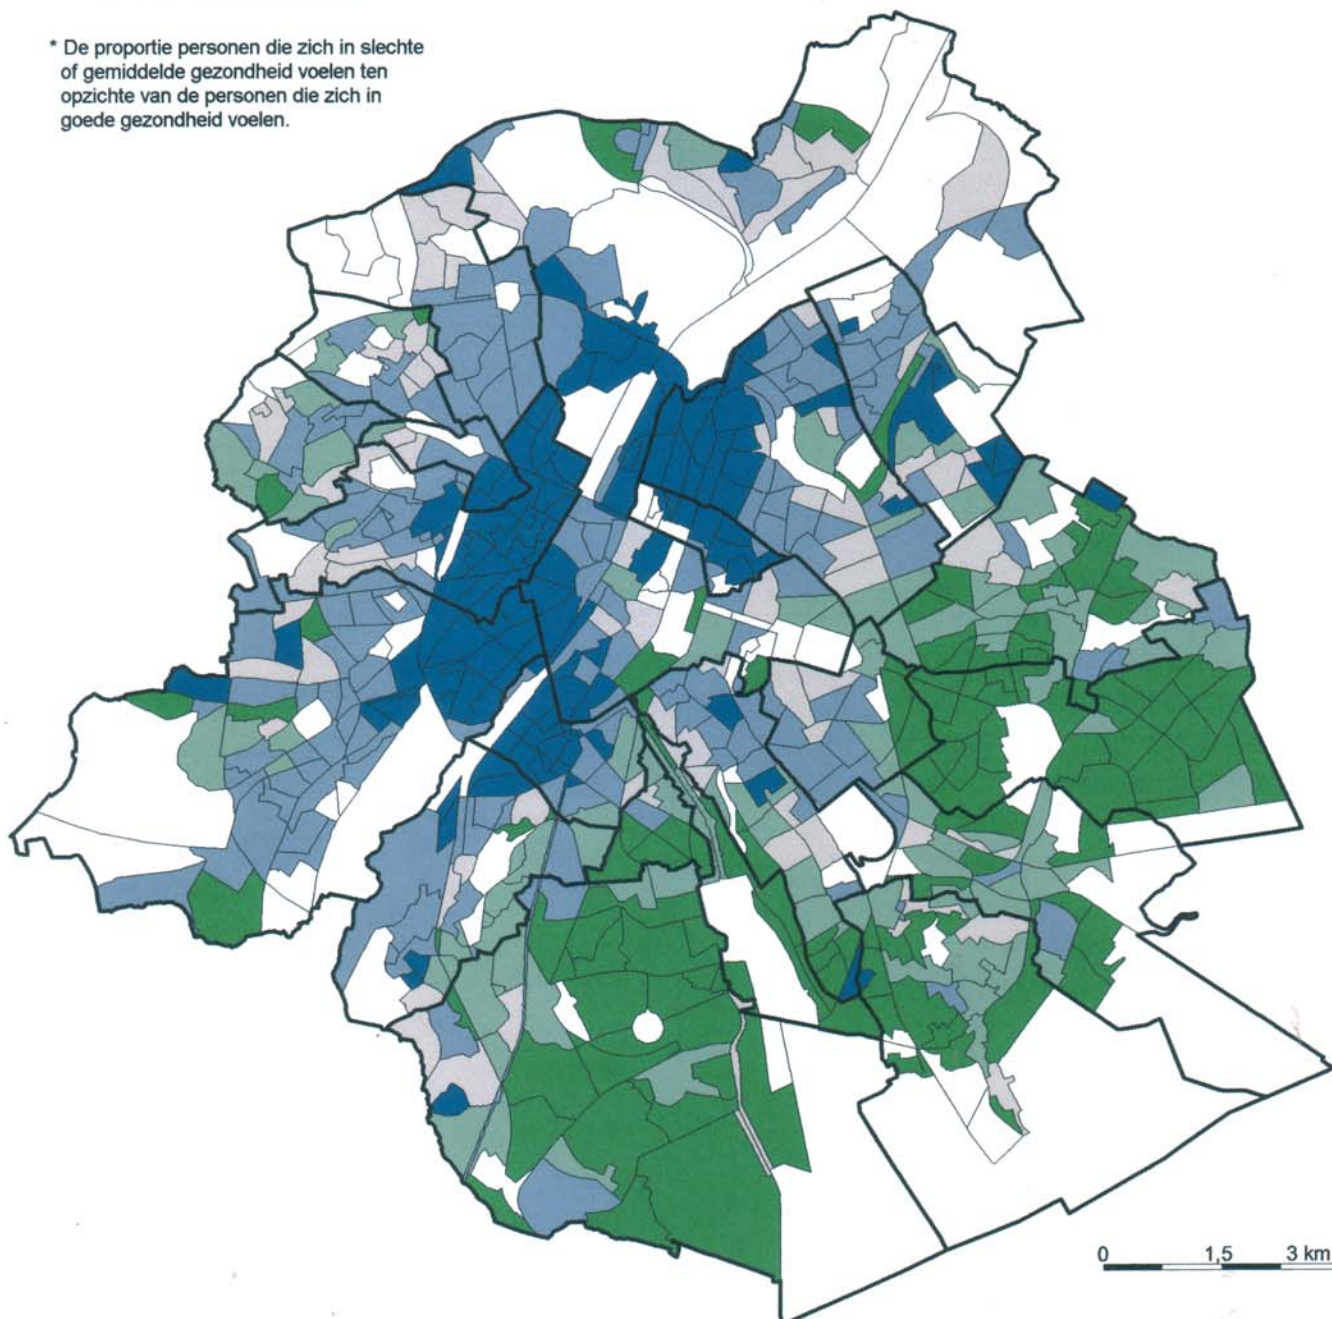 * De proportie personen die zich in slechte
of gemiddelde gezondheid voelen ten
opzichte van de personen die zich in
goede gezondheid voelen.
0 1,5 3 km